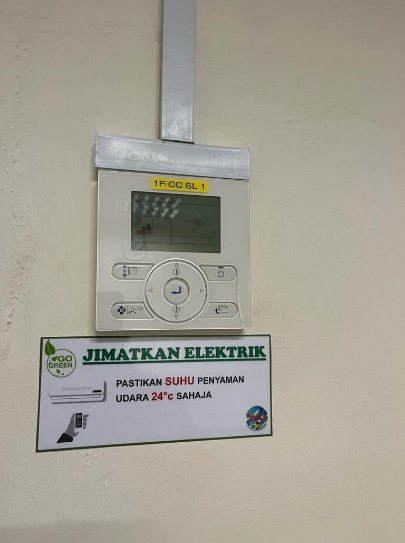 1F CC SL 1
GO
GREEN
JIMATKAN ELEKTRIK
PASTIKAN SUHU PENYAMAN
UDARA 24°c SAHAJA